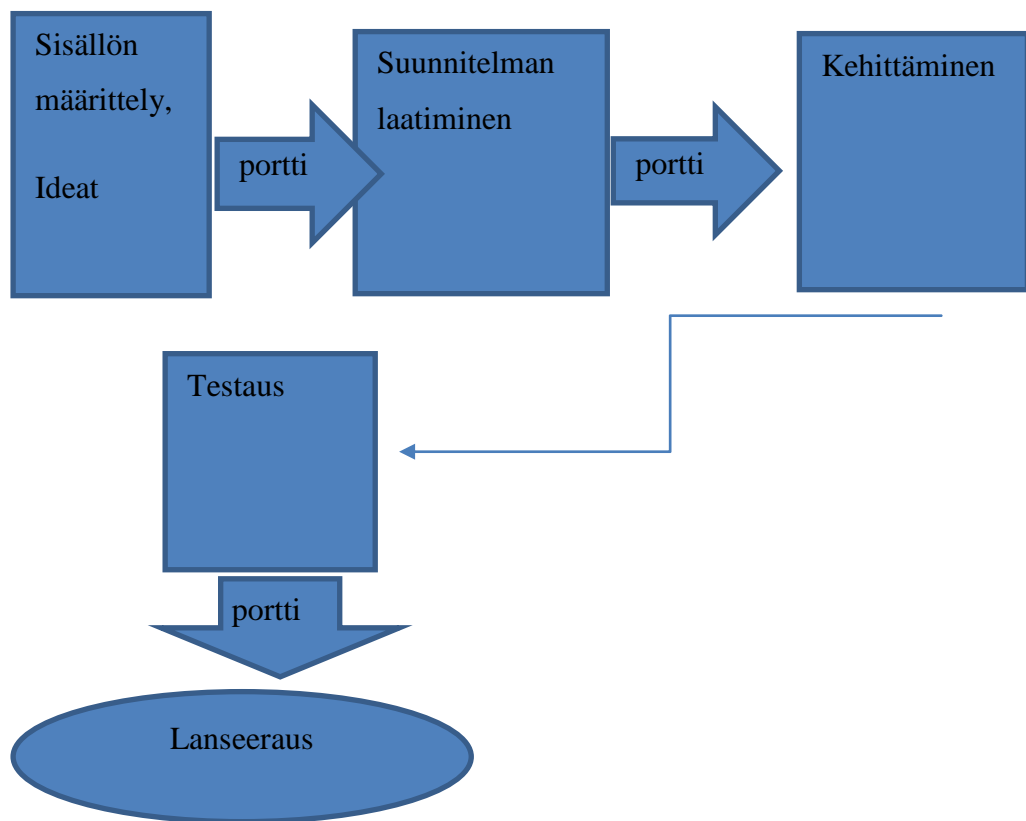 Sisällön
määrittely,
Ideat
portti
Suunnitelman
laatiminen
portti
Kehittäminen
Testaus
portti
Lanseeraus